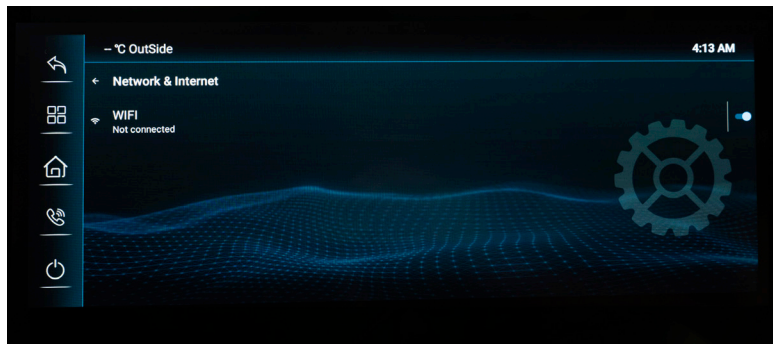 -- °C OutSide
4:13 AM
Network & Internet
WIFI
Not connected